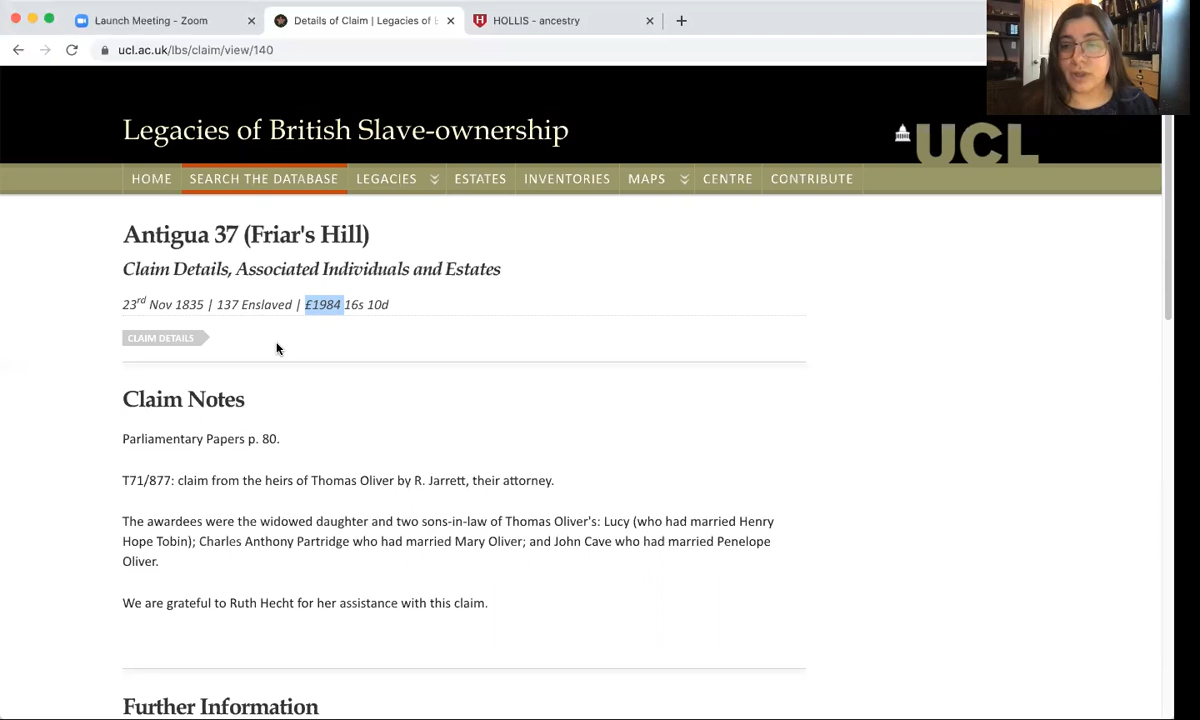 Launch Meeting - Zoom
Details of Claim | Legacies of
HOLLIS - ancestry
ucl.ac.uk/lbs/claim/view/140
Legacies of British Slave-ownership
UCL
HOME SEARCH THE DATABASE LEGACIES ESTATES INVENTORIES MAPS CENTRE CONTRIBUTE
Antigua 37 (Friar's Hill)
Claim Details, Associated Individuals and Estates
23rd Nov 1835 | 137 Enslaved | £1984 16s 10d
CLAIM DETAILS
Claim Notes
Parliamentary Papers p. 80.
T71/877: claim from the heirs of Thomas Oliver by R. Jarrett, their attorney.
The awardees were the widowed daughter and two sons-in-law of Thomas Oliver's: Lucy (who had married Henry
Hope Tobin); Charles Anthony Partridge who had married Mary Oliver; and John Cave who had married Penelope
Oliver.
We are grateful to Ruth Hecht for her assistance with this claim.
Further Information